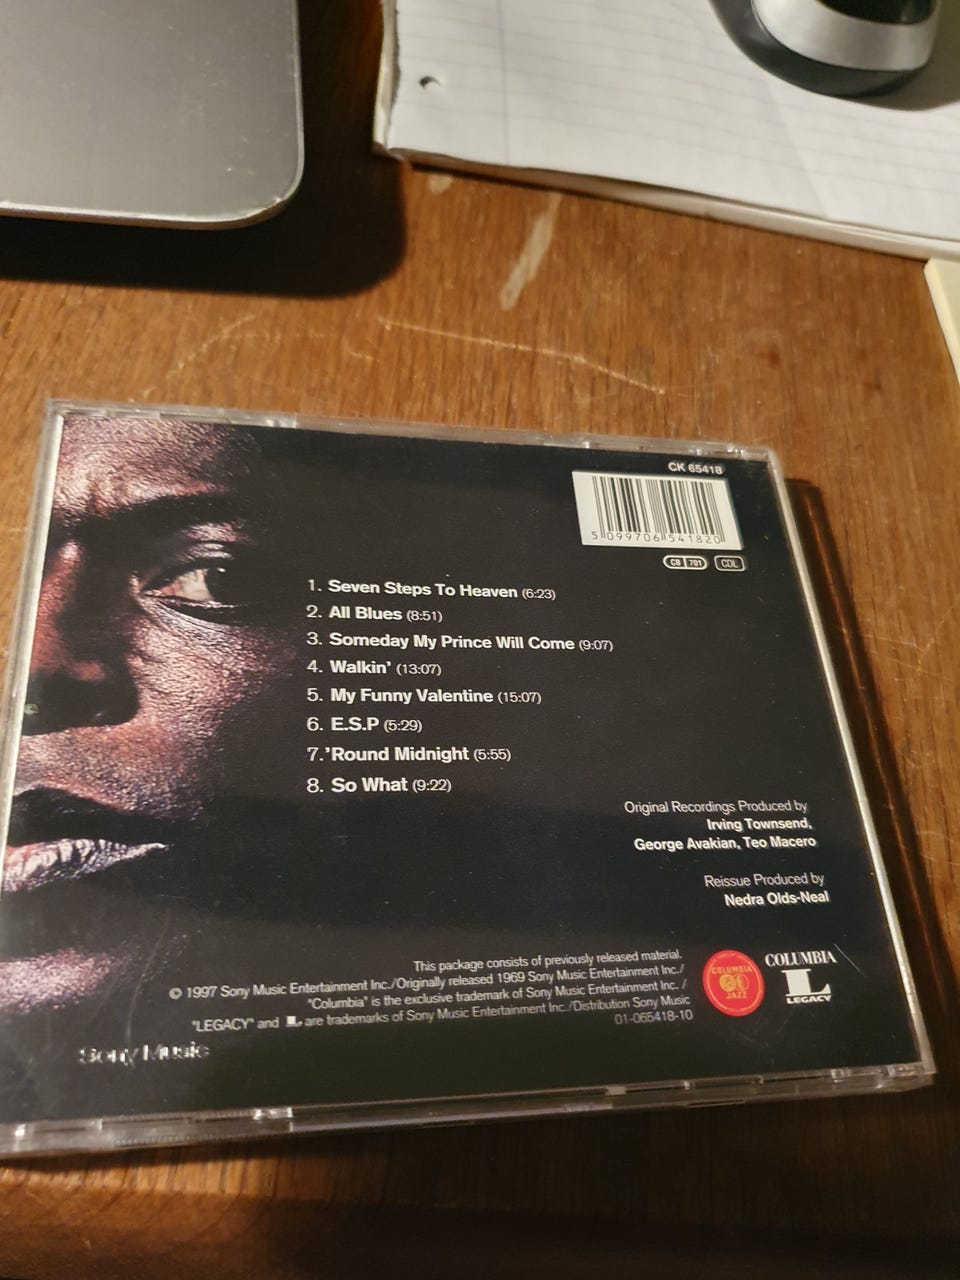 CK 65418
5 099706 541820
CB 701 CDL
1. Seven Steps To Heaven (6:23)
2. All Blues (8:51)
3. Someday My Prince Will Come (9:07)
4. Walkin' (13:07)
5. My Funny Valentine (15:07)
6. E.S.P (5:29)
7.'Round Midnight (5:55)
8. So What (9:22)
Original Recordings Produced by
Irving Townsend,
George Avakian, Teo Macero
Reissue Produced by
Nedra Olds-Neal
This package consists of previously released material.
© 1997 Sony Music Entertainment Inc./Originally released 1969 Sony Music Entertainment Inc./
"Columbia" is the exclusive trademark of Sony Music Entertainment Inc. /
"LEGACY" and L are trademarks of Sony Music Entertainment Inc./Distribution Sony Music
01-065418-10
COLUMBIA
JAZZ
COLUMBIA
L
LEGACY
Sony Music